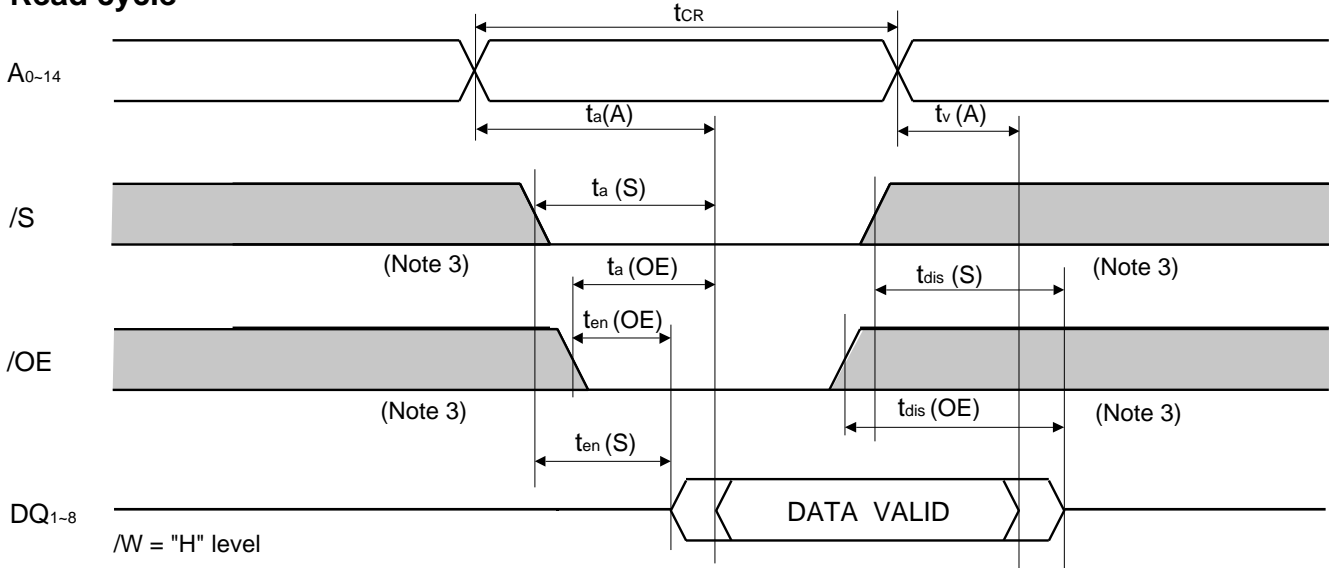 Read cycle
tCR
A0~14
ta(A)
tv (A)
ta (S)
/S
(Note 3)
ta (OE)
tdis (S)
(Note 3)
ten (OE)
/OE
(Note 3)
tdis (OE)
(Note 3)
ten (S)
DQ1~8
DATA VALID
/W = "H" level